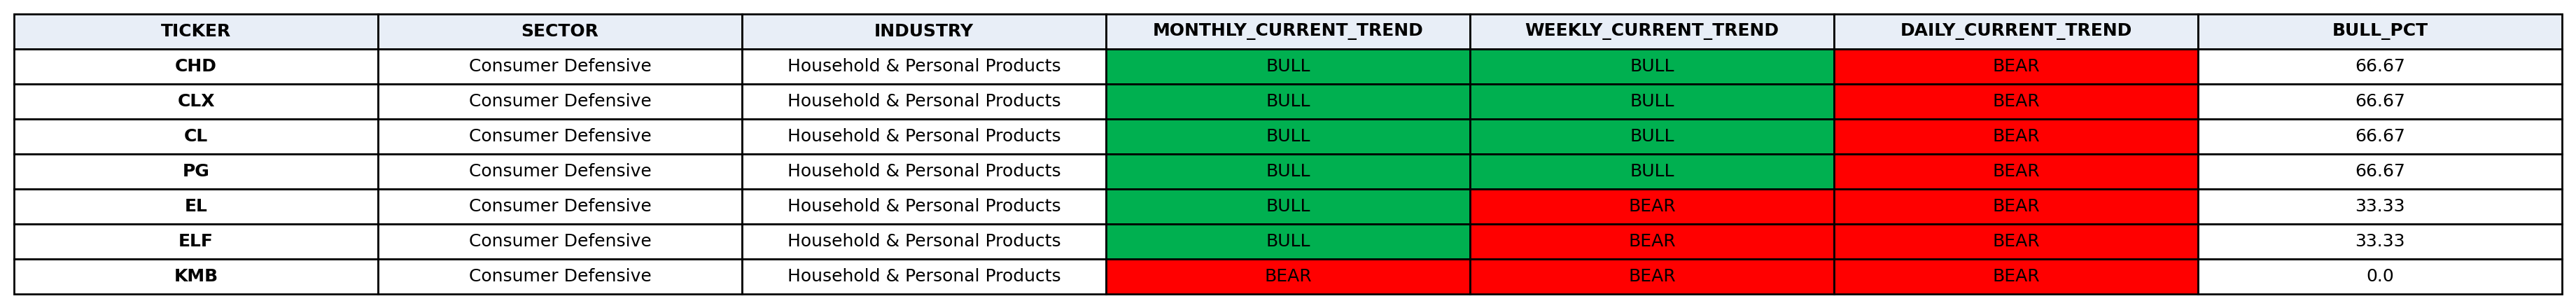 TICKER SECTOR INDUSTRY MONTHLY_CURRENT_TREND WEEKLY_CURRENT_TREND DAILY_CURRENT_TREND BULL_PCT
CHD Consumer Defensive Household & Personal Products BULL BULL BEAR 66.67
CLX Consumer Defensive Household & Personal Products BULL BULL BEAR 66.67
CL Consumer Defensive Household & Personal Products BULL BULL BEAR 66.67
PG Consumer Defensive Household & Personal Products BULL BULL BEAR 66.67
EL Consumer Defensive Household & Personal Products BULL BEAR BEAR 33.33
ELF Consumer Defensive Household & Personal Products BULL BEAR BEAR 33.33
KMB Consumer Defensive Household & Personal Products BEAR BEAR BEAR 0.0